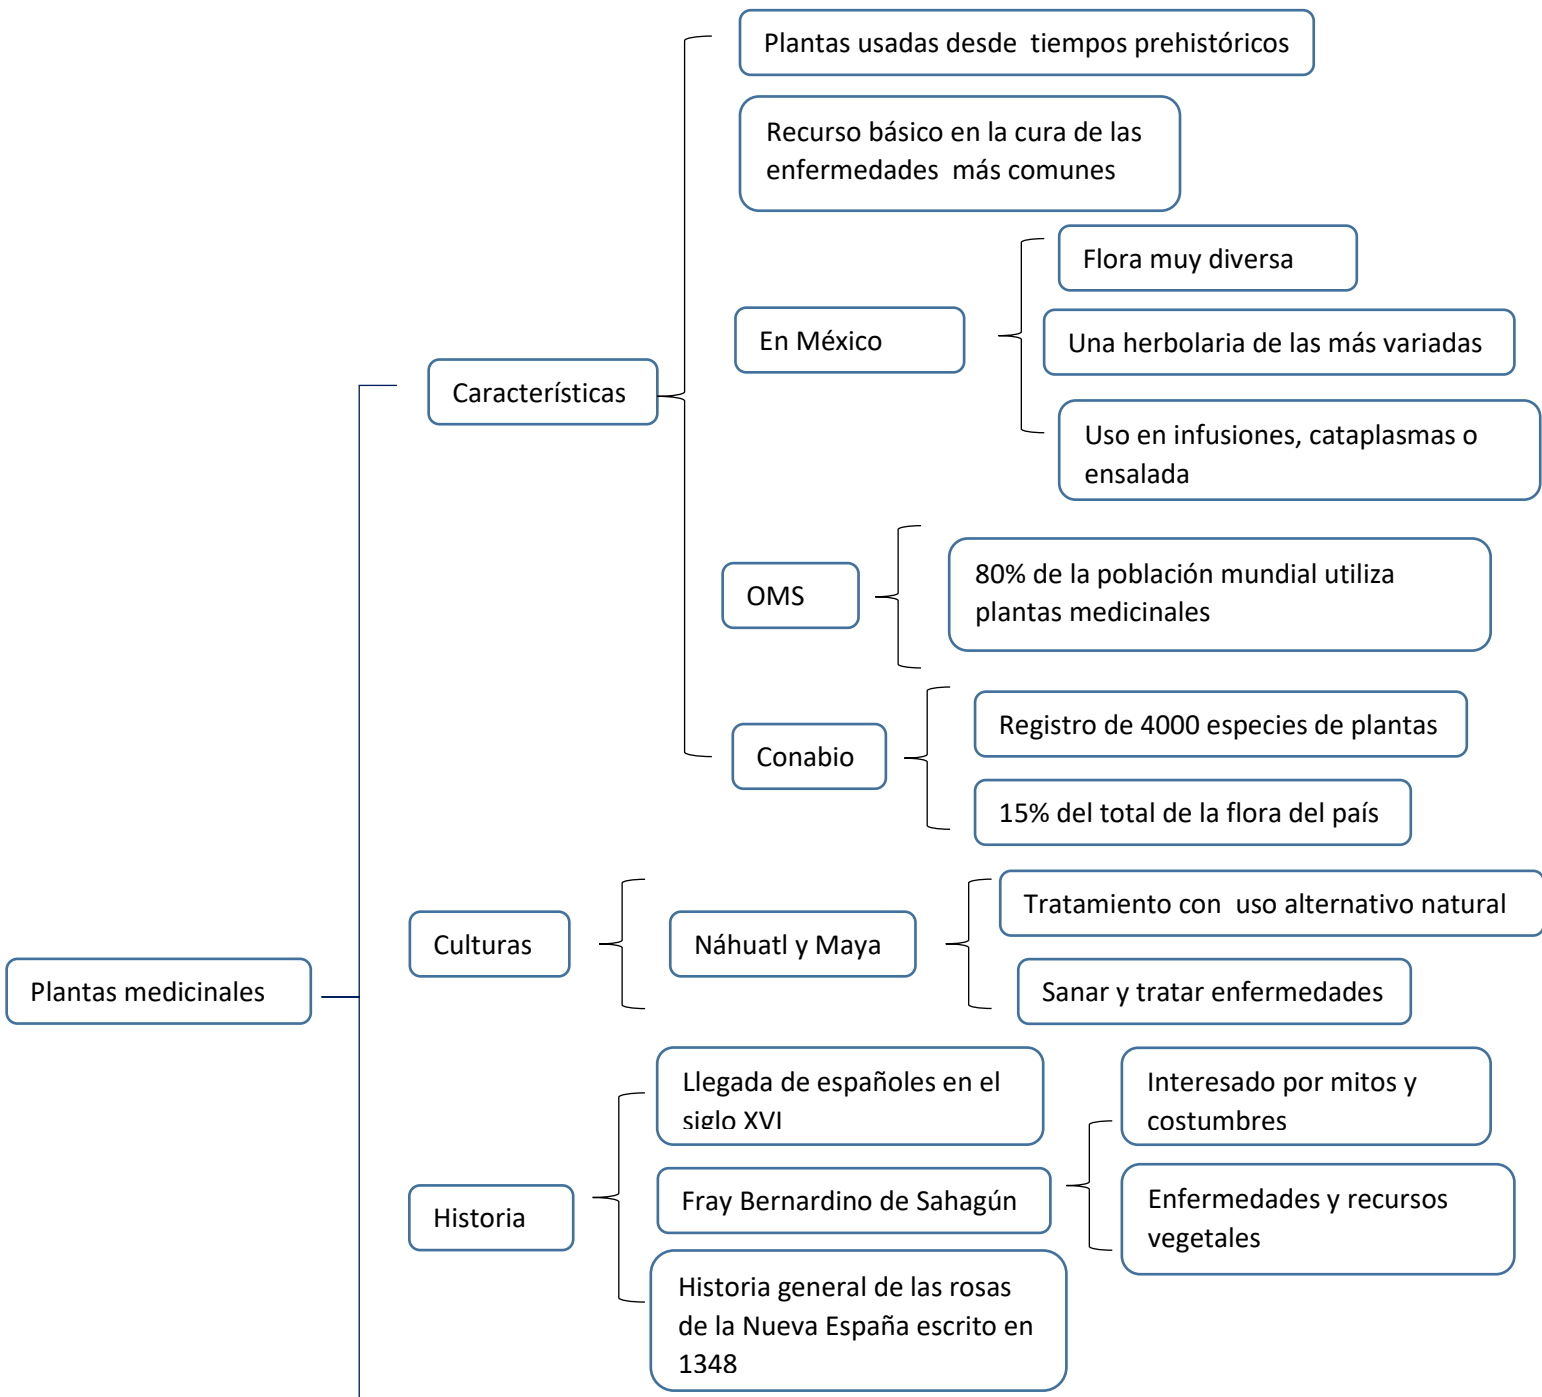 Plantas usadas desde  tiempos prehistóricos
Recurso básico en la cura de las
enfermedades  más comunes
Flora muy diversa
En México
Una herbolaria de las más variadas
Características
Uso en infusiones, cataplasmas o
ensalada
OMS
80% de la población mundial utiliza
plantas medicinales
Registro de 4000 especies de plantas
Conabio
15% del total de la flora del país
Tratamiento con  uso alternativo natural
Culturas
Náhuatl y Maya
Plantas medicinales
Sanar y tratar enfermedades
Llegada de españoles en el
siglo XVI
Interesado por mitos y
costumbres
Historia
Fray Bernardino de Sahagún
Enfermedades y recursos
vegetales
Historia general de las rosas
de la Nueva España escrito en
1348